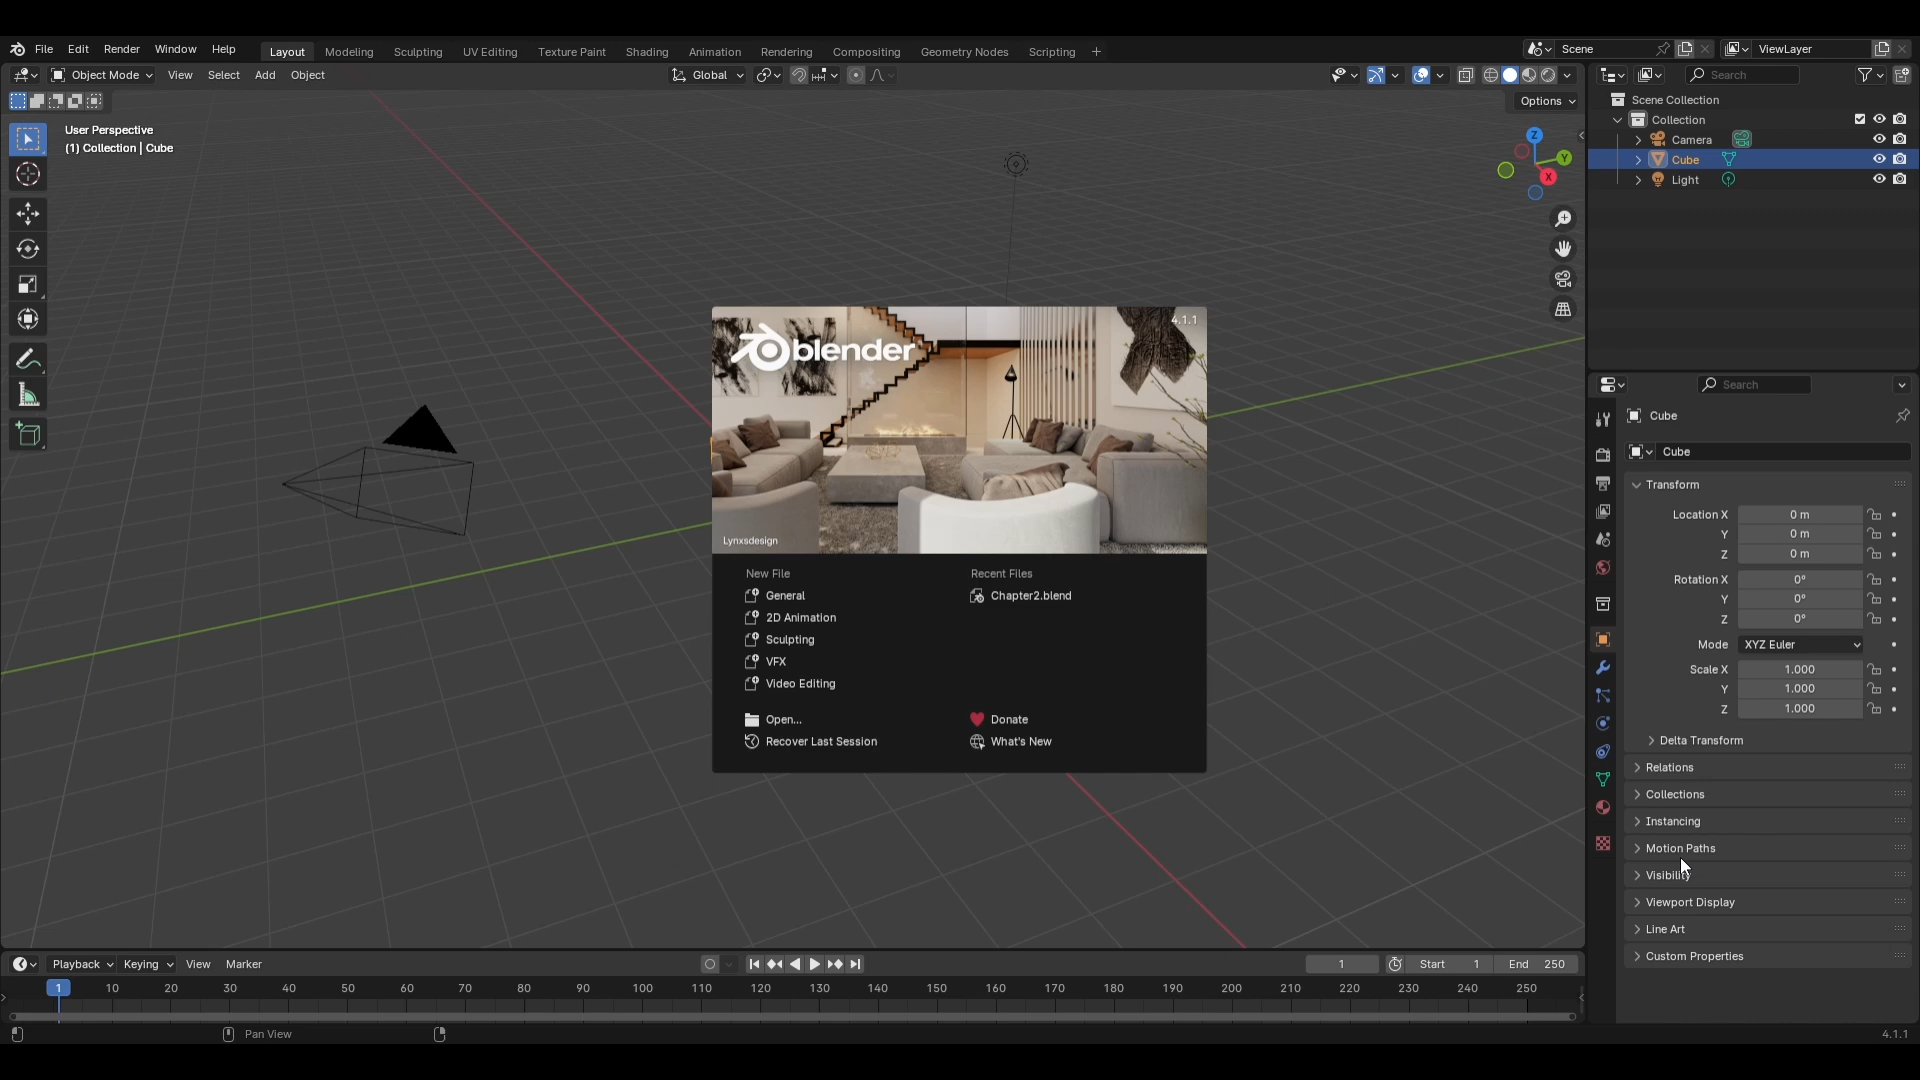 File Edit Render Window Help Layout Modeling Sculpting UV Editing Texture Paint Shading Animation Rendering Compositing Geometry Nodes Scripting + Scene ViewLayer
Object Mode View Select Add Object Global Search
Options
User Perspective
(1) Collection | Cube
Z
Y
X
Scene Collection
Collection
Camera
Cube
Light
4.1.1
blender
Lynxsdesign
New File
General
2D Animation
Sculpting
VFX
Video Editing
Open...
Recover Last Session
Recent Files
Chapter2.blend
Donate
What's New
Search
Cube
Cube
Transform
Location X 0 m
Y 0 m
Z 0 m
Rotation X 0°
Y 0°
Z 0°
Mode XYZ Euler
Scale X 1.000
Y 1.000
Z 1.000
Delta Transform
Relations
Collections
Instancing
Motion Paths
Visibility
Viewport Display
Line Art
Custom Properties
Playback Keying View Marker 1 Start 1 End 250
1 10 20 30 40 50 60 70 80 90 100 110 120 130 140 150 160 170 180 190 200 210 220 230 240 250
Pan View 4.1.1